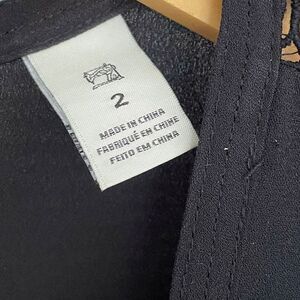 2
MADE IN CHINA
FABRIQUÉ EN CHINE
FEITO EM CHINA